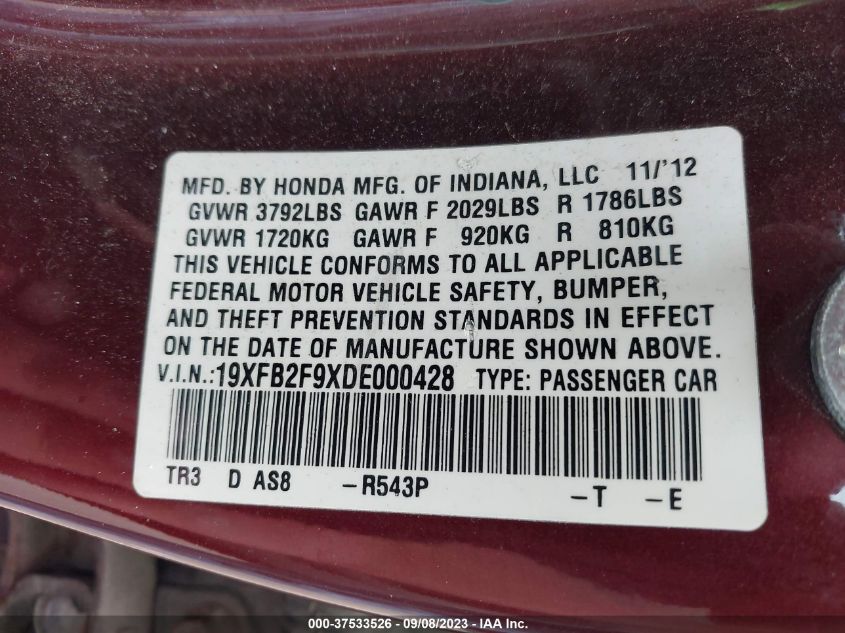 MFD. BY HONDA MFG. OF INDIANA, LLC 11/'12
GVWR 3792LBS GAWR F 2029LBS R 1786LBS
GVWR 1720KG GAWR F 920KG R 810KG
THIS VEHICLE CONFORMS TO ALL APPLICABLE
FEDERAL MOTOR VEHICLE SAFETY, BUMPER,
AND THEFT PREVENTION STANDARDS IN EFFECT
ON THE DATE OF MANUFACTURE SHOWN ABOVE.
V.I.N.:19XFB2F9XDE000428 TYPE: PASSENGER CAR
TR3 D AS8 -R543P -T -E
000-37533526 - 09/08/2023 - IAA Inc.